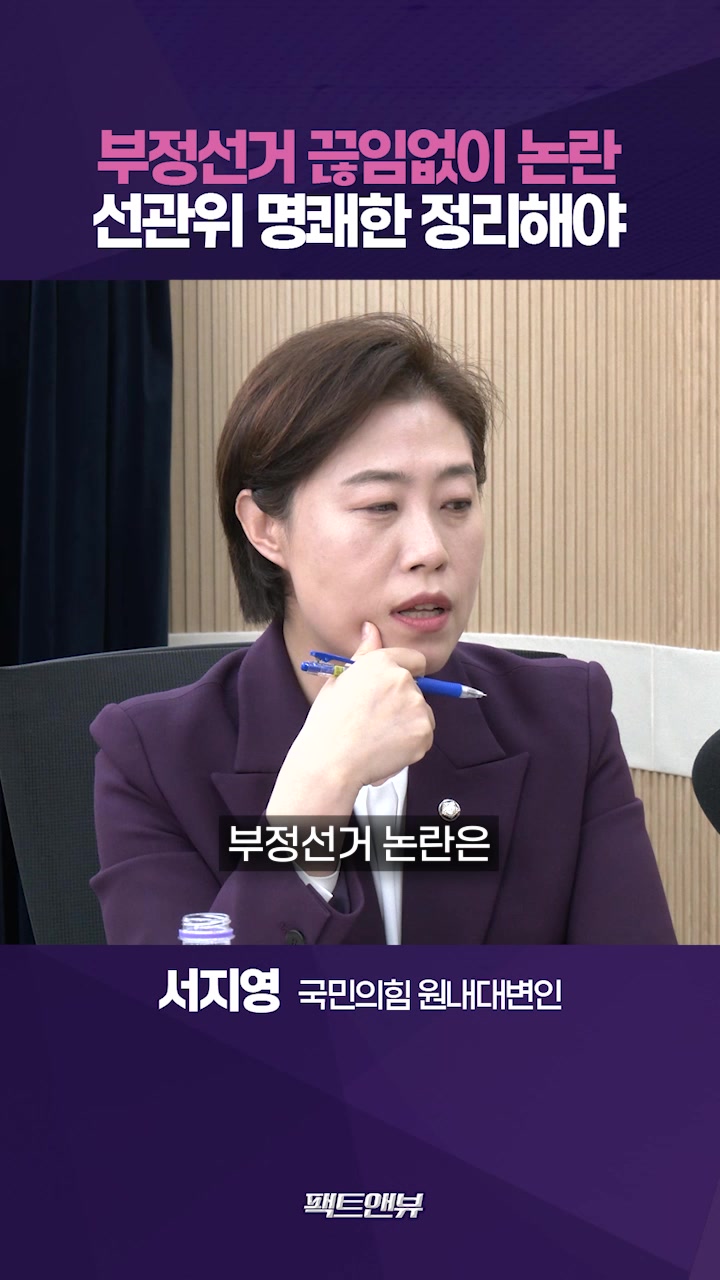 부정선거 끊임없이 논란
선관위 명쾌한 정리해야
부정선거 논란은
서지영 국민의힘 원내대변인
팩트앤뷰